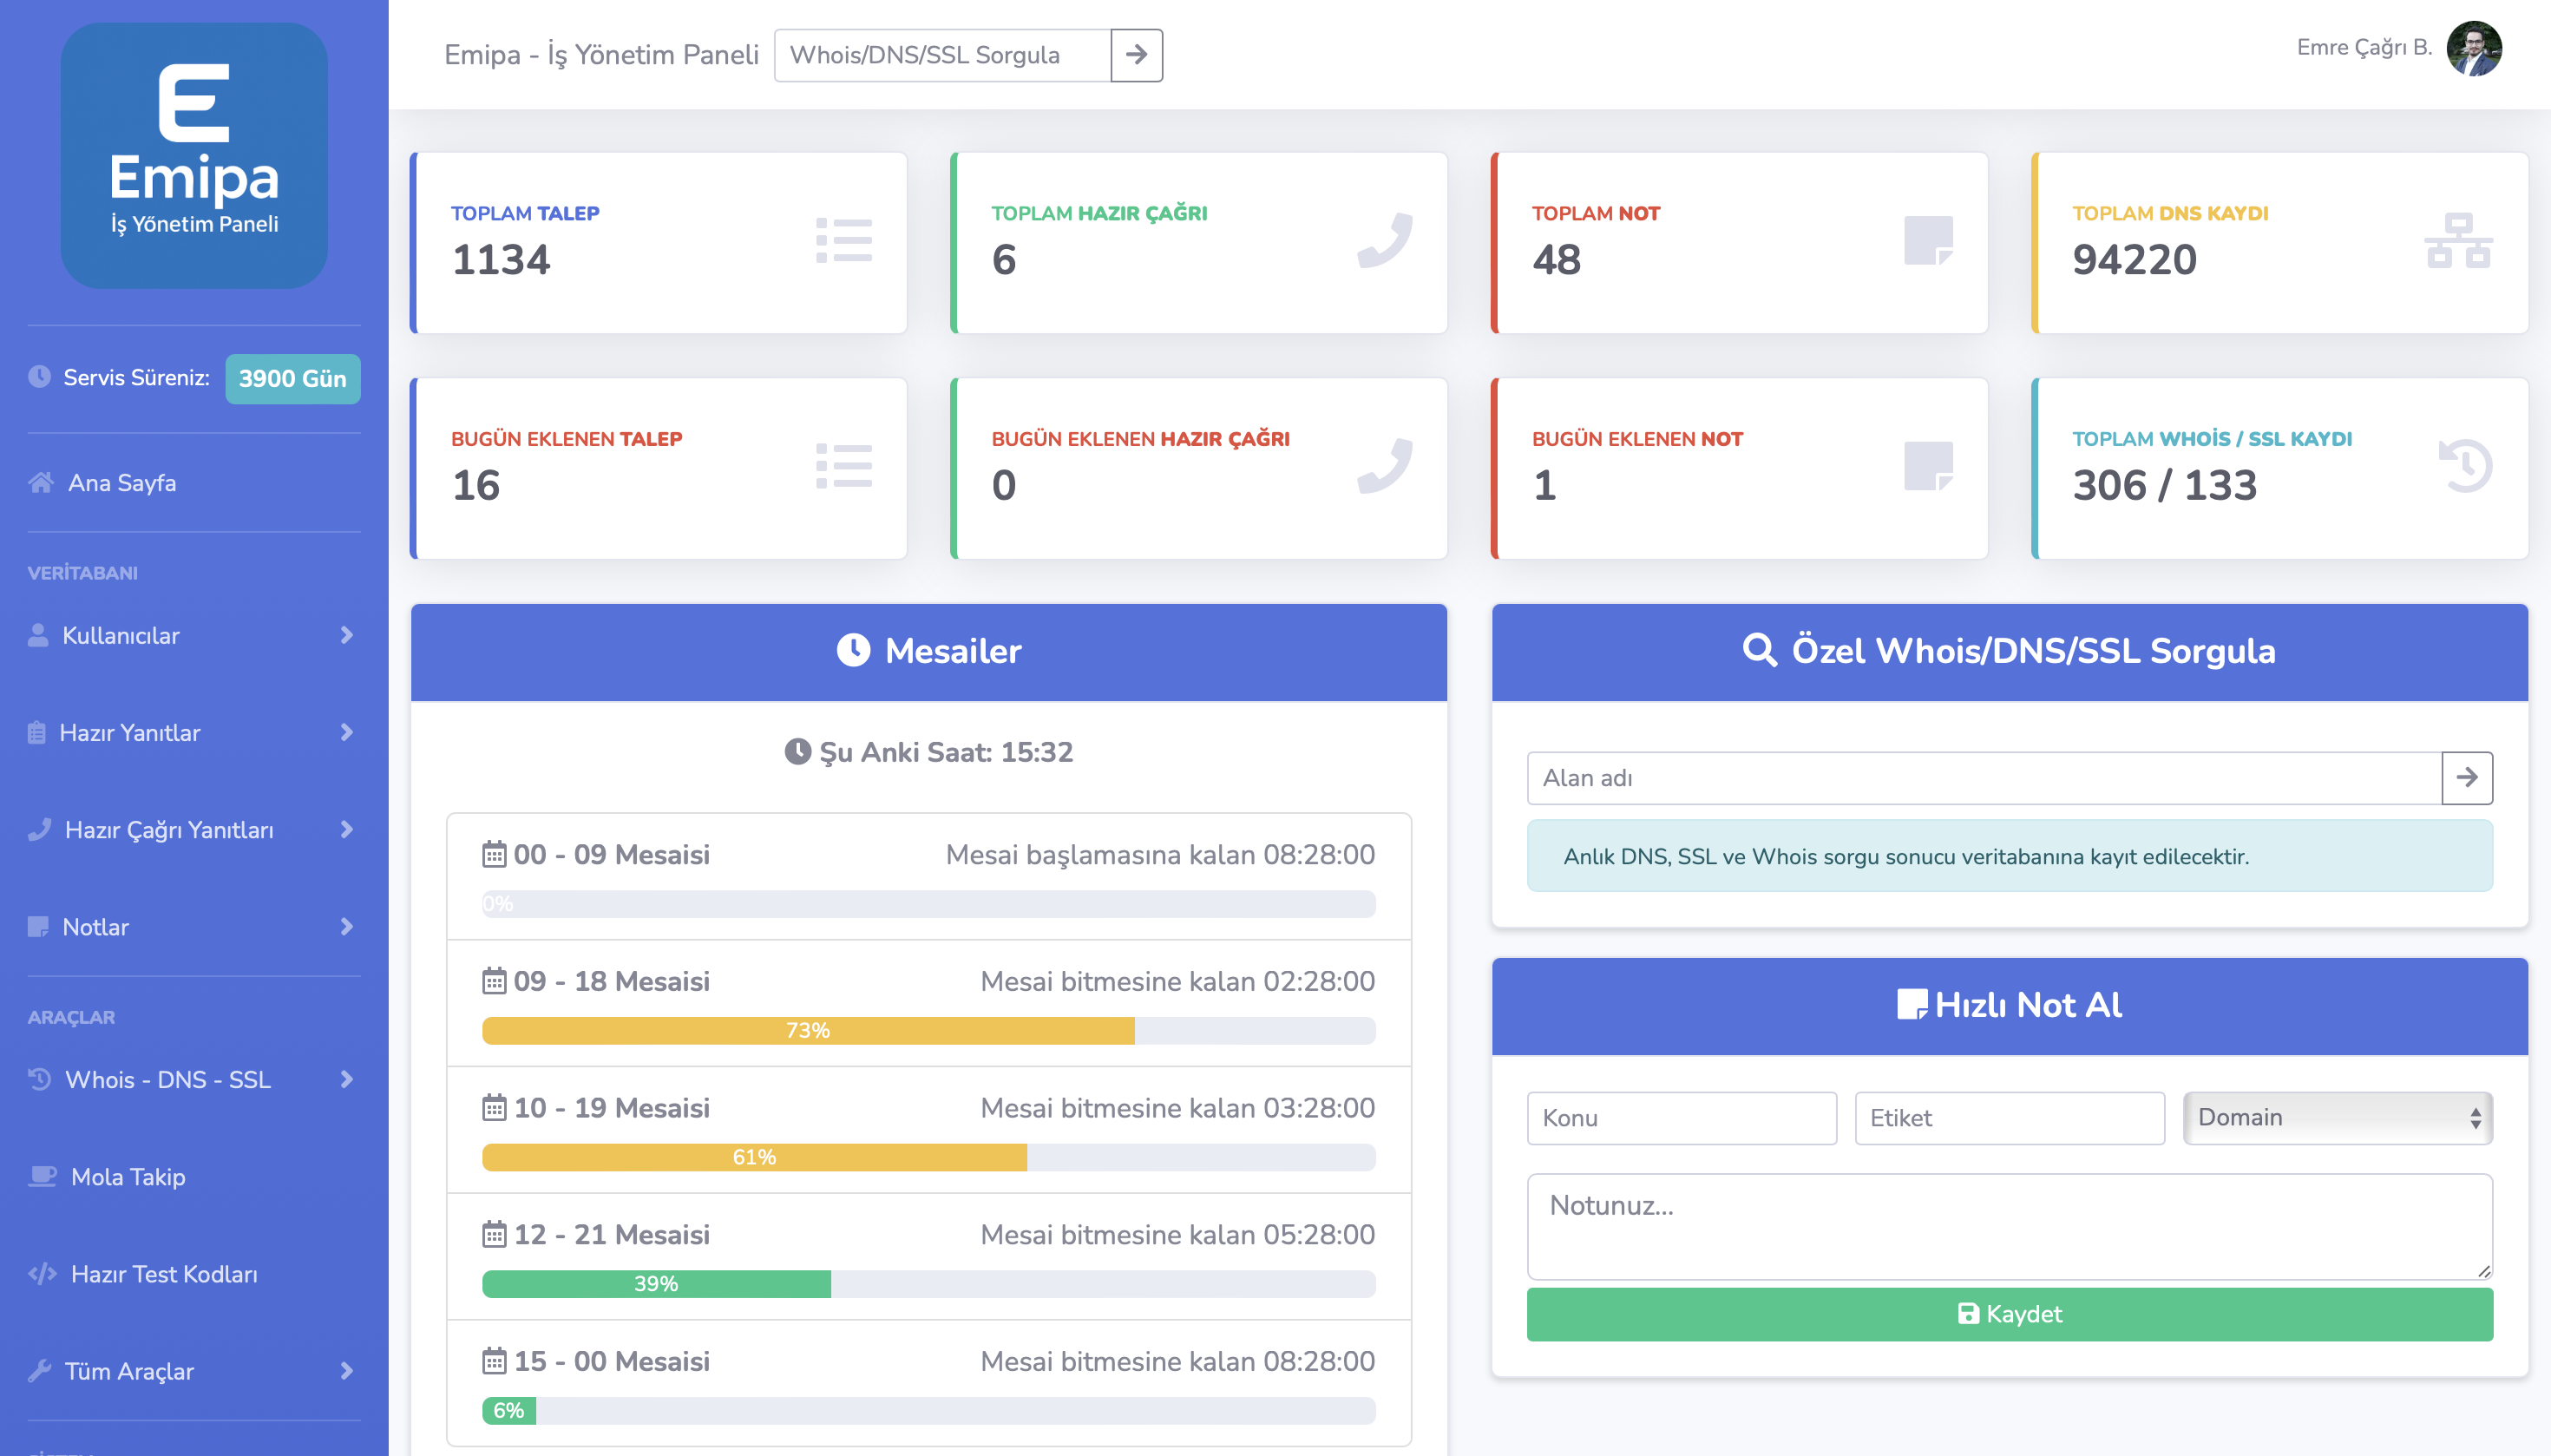 Emipa
İş Yönetim Paneli
Servis Süreniz: 3900 Gün
Ana Sayfa
VERİTABANI
Kullanıcılar
Hazır Yanıtlar
Hazır Çağrı Yanıtları
Notlar
ARAÇLAR
Whois - DNS - SSL
Mola Takip
Hazır Test Kodları
Tüm Araçlar
Emipa - İş Yönetim Paneli
Whois/DNS/SSL Sorgula
Emre Çağrı B.
TOPLAM TALEP
1134
TOPLAM HAZIR ÇAĞRI
6
TOPLAM NOT
48
TOPLAM DNS KAYDI
94220
BUGÜN EKLENEN TALEP
16
BUGÜN EKLENEN HAZIR ÇAĞRI
0
BUGÜN EKLENEN NOT
1
TOPLAM WHOİS / SSL KAYDI
306 / 133
Mesailer
Şu Anki Saat: 15:32
00 - 09 Mesaisi Mesai başlamasına kalan 08:28:00
0%
09 - 18 Mesaisi Mesai bitmesine kalan 02:28:00
73%
10 - 19 Mesaisi Mesai bitmesine kalan 03:28:00
61%
12 - 21 Mesaisi Mesai bitmesine kalan 05:28:00
39%
15 - 00 Mesaisi Mesai bitmesine kalan 08:28:00
6%
Özel Whois/DNS/SSL Sorgula
Alan adı
Anlık DNS, SSL ve Whois sorgu sonucu veritabanına kayıt edilecektir.
Hızlı Not Al
Konu Etiket Domain
Notunuz...
Kaydet